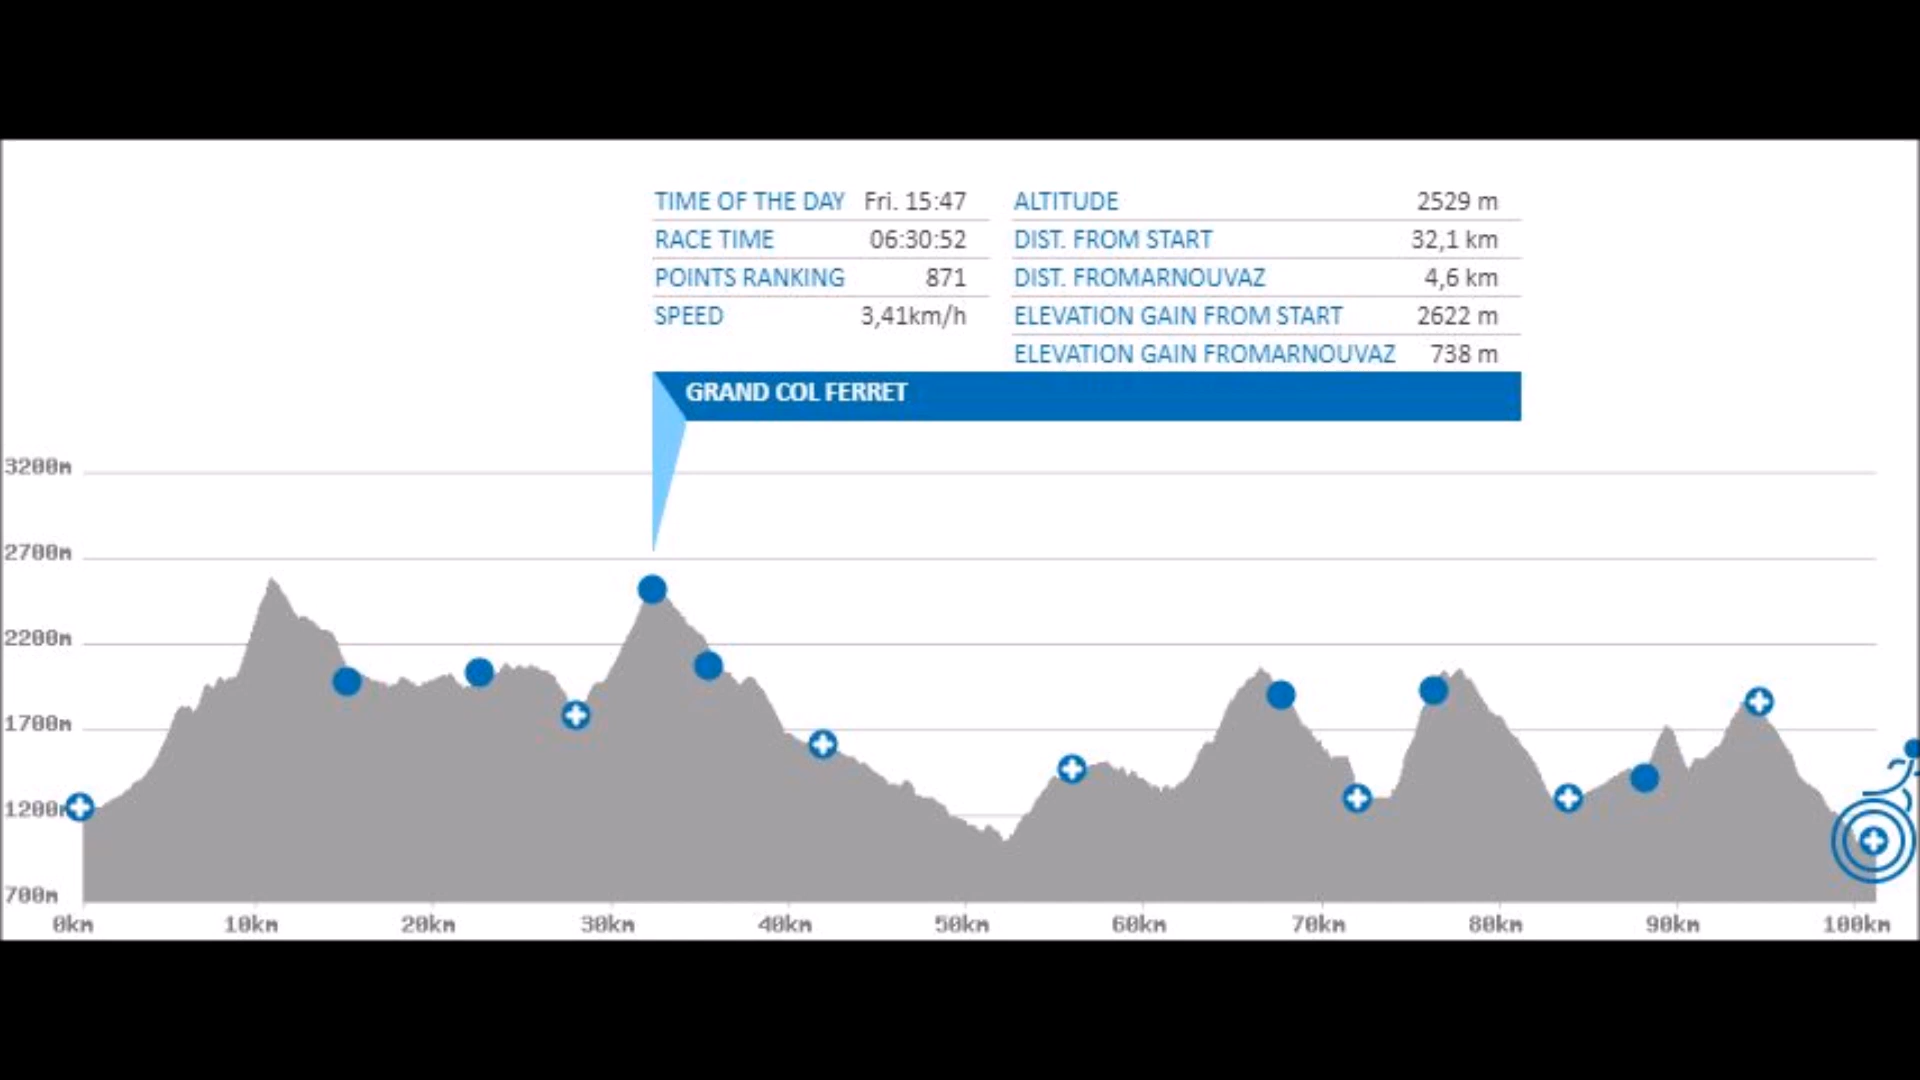 TIME OF THE DAY Fri. 15:47
RACE TIME 06:30:52
POINTS RANKING 871
SPEED 3,41km/h
ALTITUDE 2529 m
DIST. FROM START 32,1 km
DIST. FROMARNOUVAZ 4,6 km
ELEVATION GAIN FROM START 2622 m
ELEVATION GAIN FROMARNOUVAZ 738 m
GRAND COL FERRET
3200m
2700m
2200m
1700m
1200m
700m
0km 10km 20km 30km 40km 50km 60km 70km 80km 90km 100km